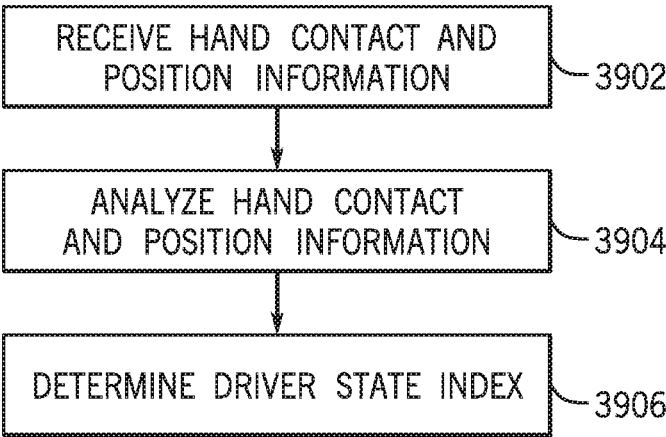 RECEIVE HAND CONTACT AND
POSITION INFORMATION
3902
ANALYZE HAND CONTACT
AND POSITION INFORMATION
3904
DETERMINE DRIVER STATE INDEX
3906